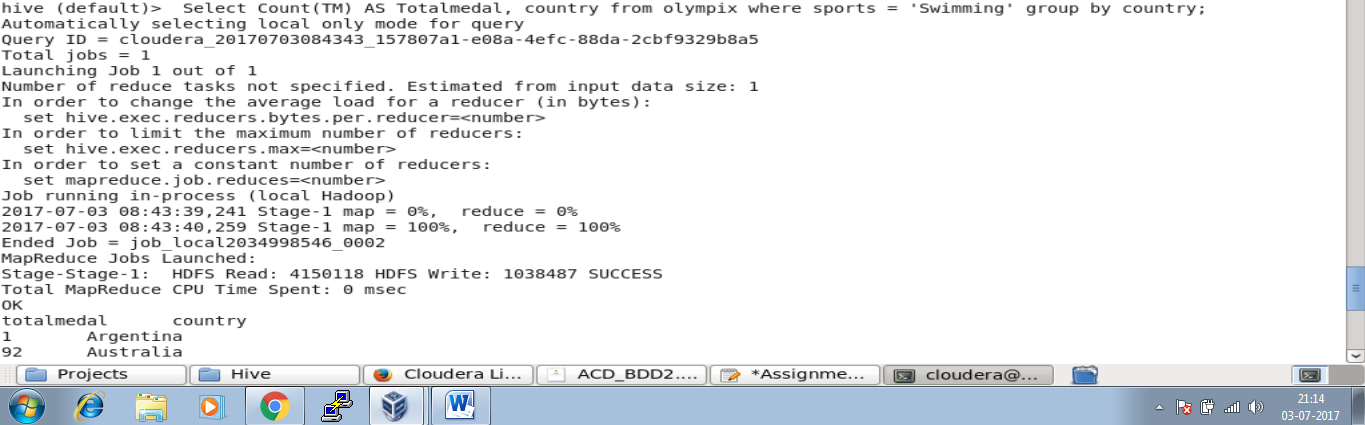 hive (default)>  Select Count(TM) AS Totalmedal, country from olympix where sports = 'Swimming' group by country;
Automatically selecting local only mode for query
Query ID = cloudera_20170703084343_157807a1-e08a-4efc-88da-2cbf9329b8a5
Total jobs = 1
Launching Job 1 out of 1
Number of reduce tasks not specified. Estimated from input data size: 1
In order to change the average load for a reducer (in bytes):
  set hive.exec.reducers.bytes.per.reducer=<number>
In order to limit the maximum number of reducers:
  set hive.exec.reducers.max=<number>
In order to set a constant number of reducers:
  set mapreduce.job.reduces=<number>
Job running in-process (local Hadoop)
2017-07-03 08:43:39,241 Stage-1 map = 0%,  reduce = 0%
2017-07-03 08:43:40,259 Stage-1 map = 100%,  reduce = 100%
Ended Job = job_local2034998546_0002
MapReduce Jobs Launched:
Stage-Stage-1:  HDFS Read: 4150118 HDFS Write: 1038487 SUCCESS
Total MapReduce CPU Time Spent: 0 msec
OK
totalmedal      country
1       Argentina
92      Australia
Projects Hive Cloudera Li... ACD_BDD2.... *Assignme... cloudera@...
21:14
03-07-2017